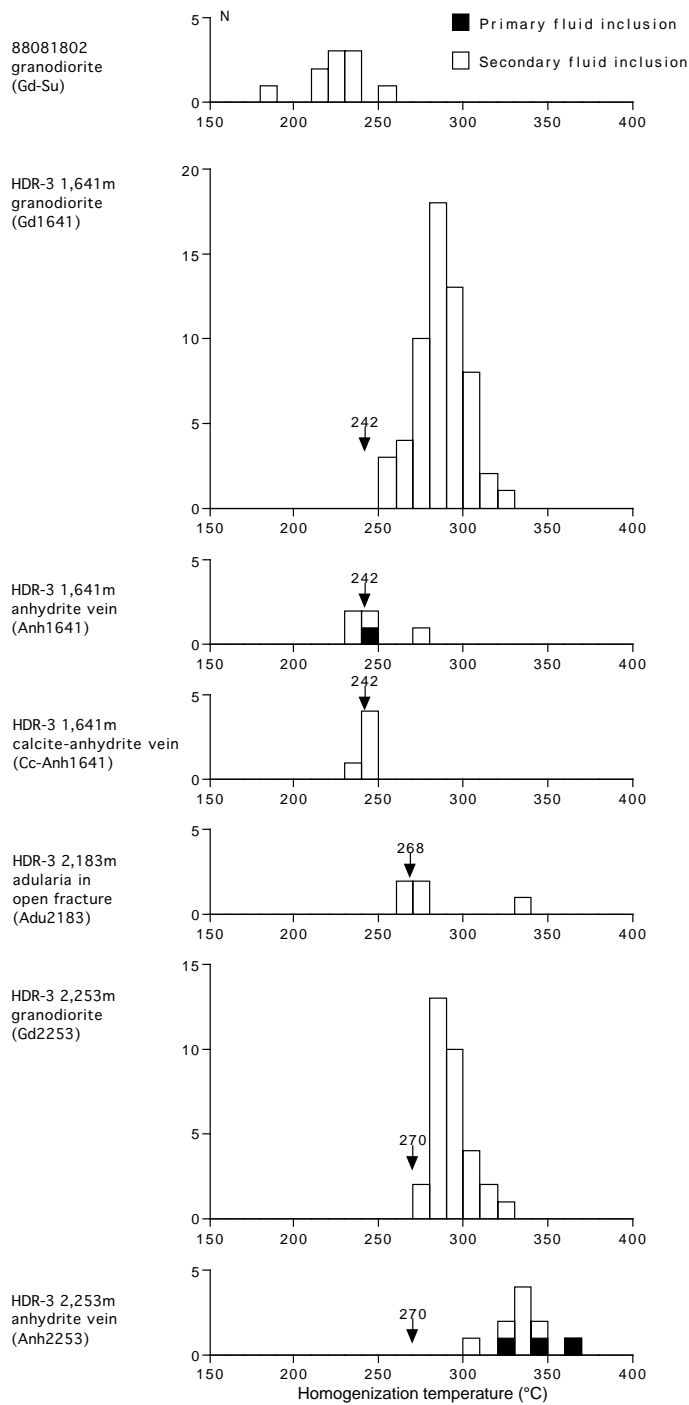 N
Primary fluid inclusion
Secondary fluid inclusion
88081802
granodiorite
(Gd-Su)
5
0
150 200 250 300 350 400
HDR-3 1,641m
granodiorite
(Gd1641)
20
15
10
5
0
242
150 200 250 300 350 400
HDR-3 1,641m
anhydrite vein
(Anh1641)
5
0
242
150 200 250 300 350 400
HDR-3 1,641m
calcite-anhydrite vein
(Cc-Anh1641)
5
0
242
150 200 250 300 350 400
HDR-3 2,183m
adularia in
open fracture
(Adu2183)
5
0
268
150 200 250 300 350 400
HDR-3 2,253m
granodiorite
(Gd2253)
15
10
5
0
270
150 200 250 300 350 400
HDR-3 2,253m
anhydrite vein
(Anh2253)
5
0
270
150 200 250 300 350 400
Homogenization temperature (°C)